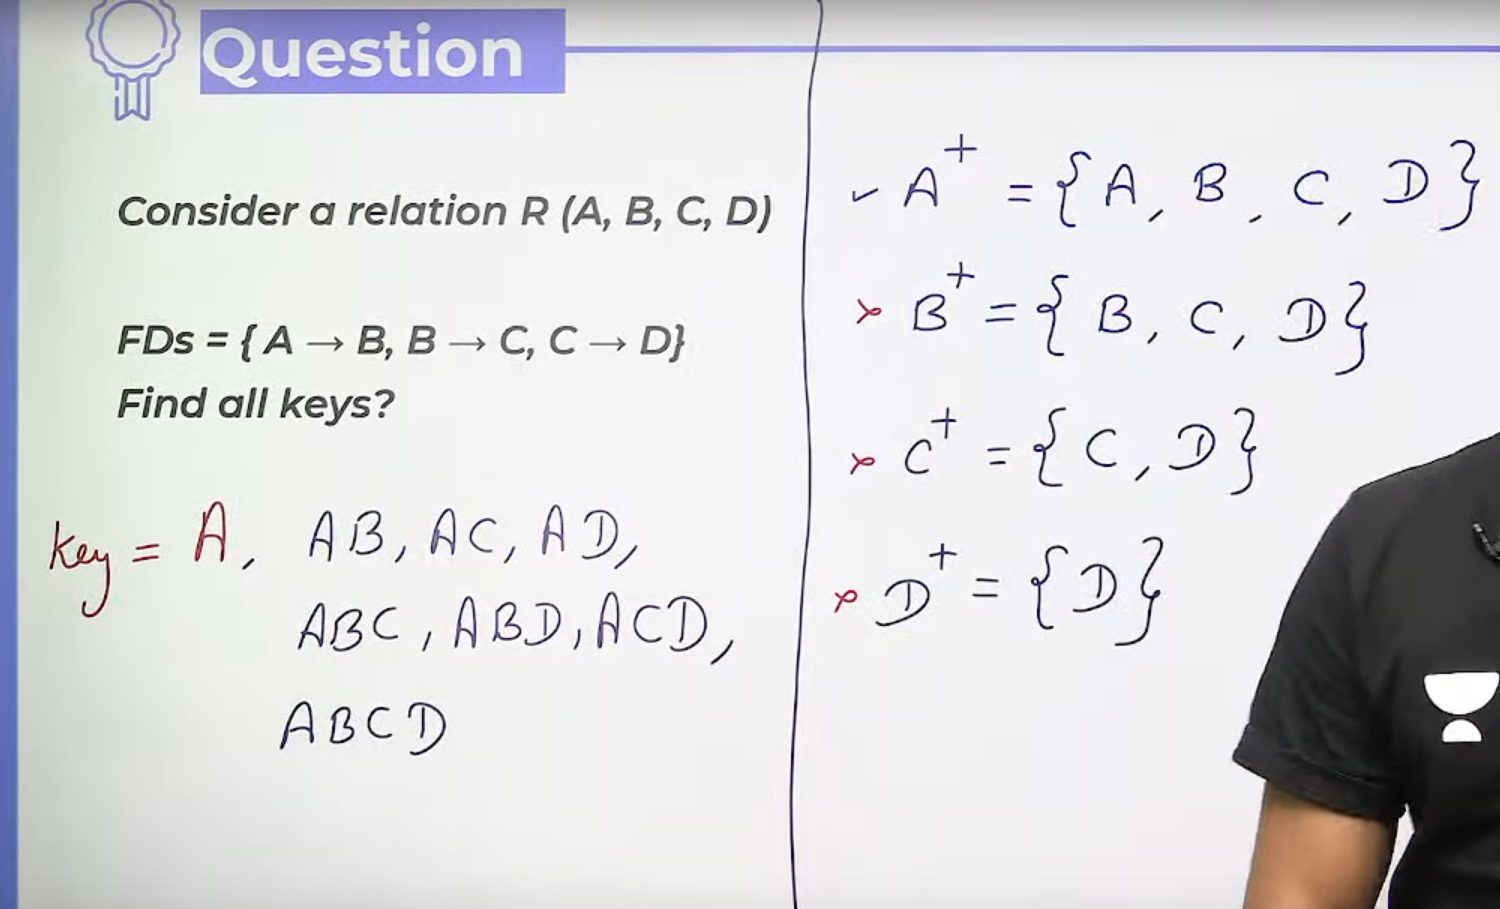 Question
Consider a relation R (A, B, C, D)
FDs = { A → B, B → C, C → D}
Find all keys?
key = A, AB, AC, AD,
ABC, ABD, ACD,
ABCD
✓ A⁺ = {A, B, C, D}
× B⁺ = {B, C, D}
× C⁺ = {C, D}
× D⁺ = {D}